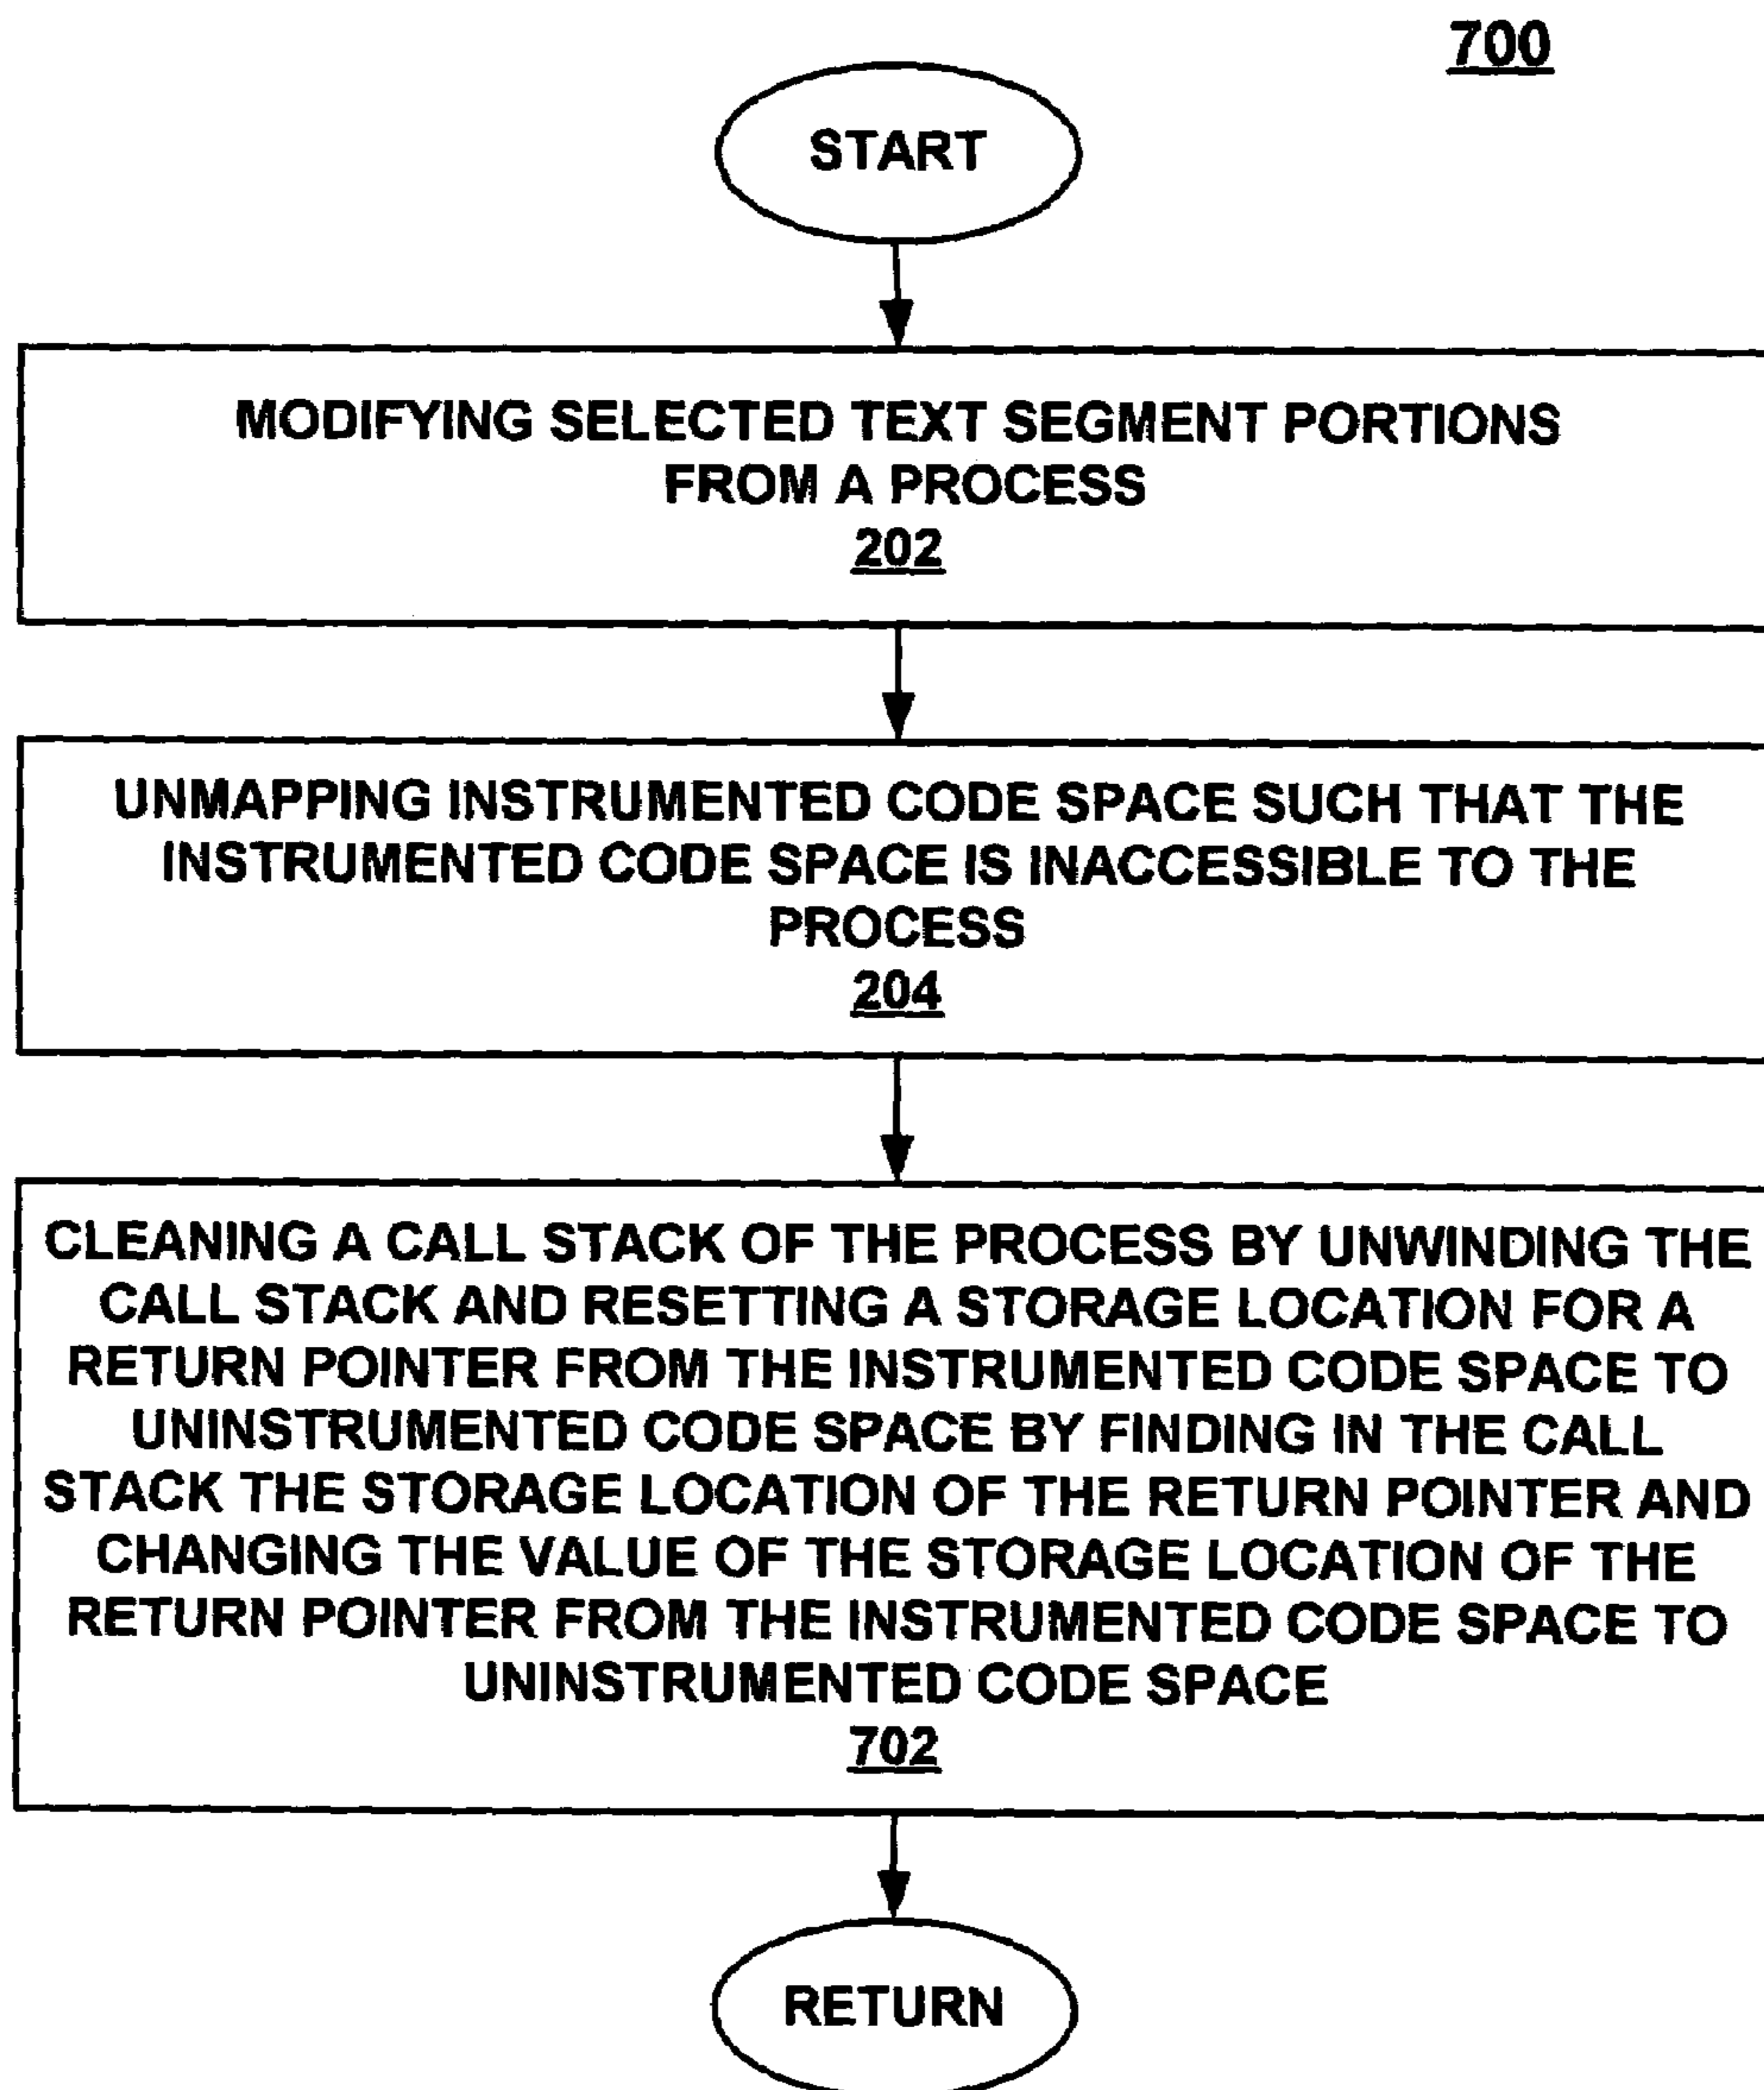 700
START
MODIFYING SELECTED TEXT SEGMENT PORTIONS
FROM A PROCESS
202
UNMAPPING INSTRUMENTED CODE SPACE SUCH THAT THE
INSTRUMENTED CODE SPACE IS INACCESSIBLE TO THE
PROCESS
204
CLEANING A CALL STACK OF THE PROCESS BY UNWINDING THE
CALL STACK AND RESETTING A STORAGE LOCATION FOR A
RETURN POINTER FROM THE INSTRUMENTED CODE SPACE TO
UNINSTRUMENTED CODE SPACE BY FINDING IN THE CALL
STACK THE STORAGE LOCATION OF THE RETURN POINTER AND
CHANGING THE VALUE OF THE STORAGE LOCATION OF THE
RETURN POINTER FROM THE INSTRUMENTED CODE SPACE TO
UNINSTRUMENTED CODE SPACE
702
RETURN